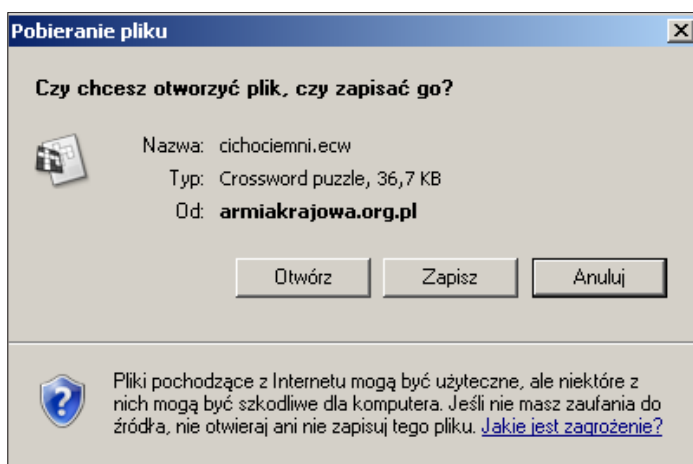 Pobieranie pliku
Czy chcesz otworzyć plik, czy zapisać go?
Nazwa: cichociemni.ecw
Typ: Crossword puzzle, 36,7 KB
Od: armiakrajowa.org.pl
Otwórz Zapisz Anuluj
Pliki pochodzące z Internetu mogą być użyteczne, ale niektóre z
nich mogą być szkodliwe dla komputera. Jeśli nie masz zaufania do
źródła, nie otwieraj ani nie zapisuj tego pliku. Jakie jest zagrożenie?